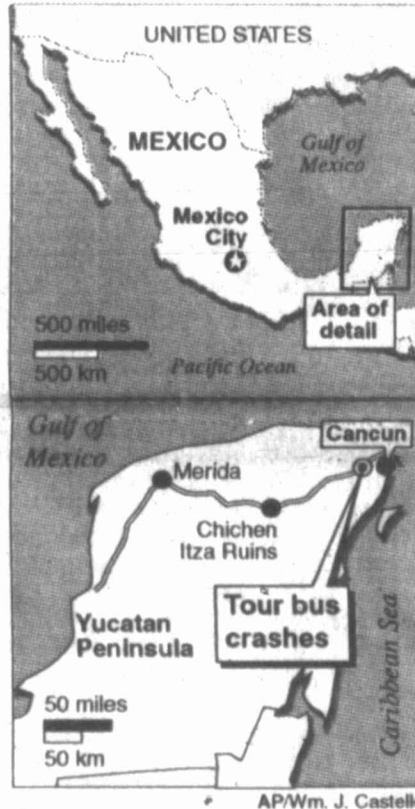 UNITED STATES
MEXICO
Gulf of
Mexico
Mexico
City
Area of
detail
500 miles
500 km
Pacific Ocean
Gulf of
Mexico
Cancun
Merida
Chichen
Itza Ruins
Tour bus
crashes
Yucatan
Peninsula
Caribbean Sea
50 miles
50 km
AP/Wm. J. Castell